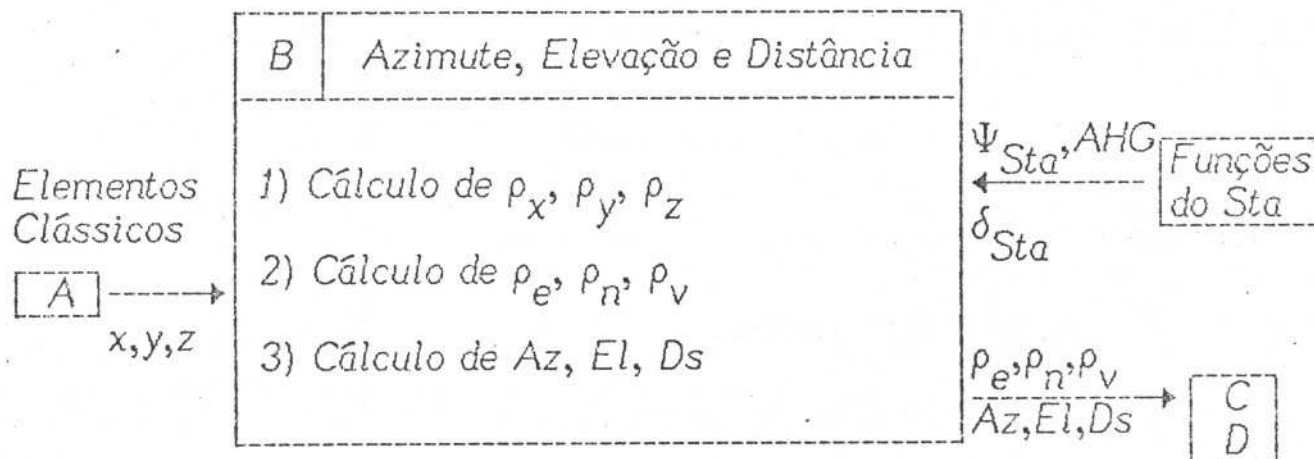 B Azimute, Elevação e Distância
Elementos
Clássicos
A
x,y,z
1) Cálculo de ρx, ρy, ρz
2) Cálculo de ρe, ρn, ρv
3) Cálculo de Az, El, Ds
ΨSta, AHG
δSta
Funções
do Sta
ρe,ρn,ρv
Az,El,Ds
C
D